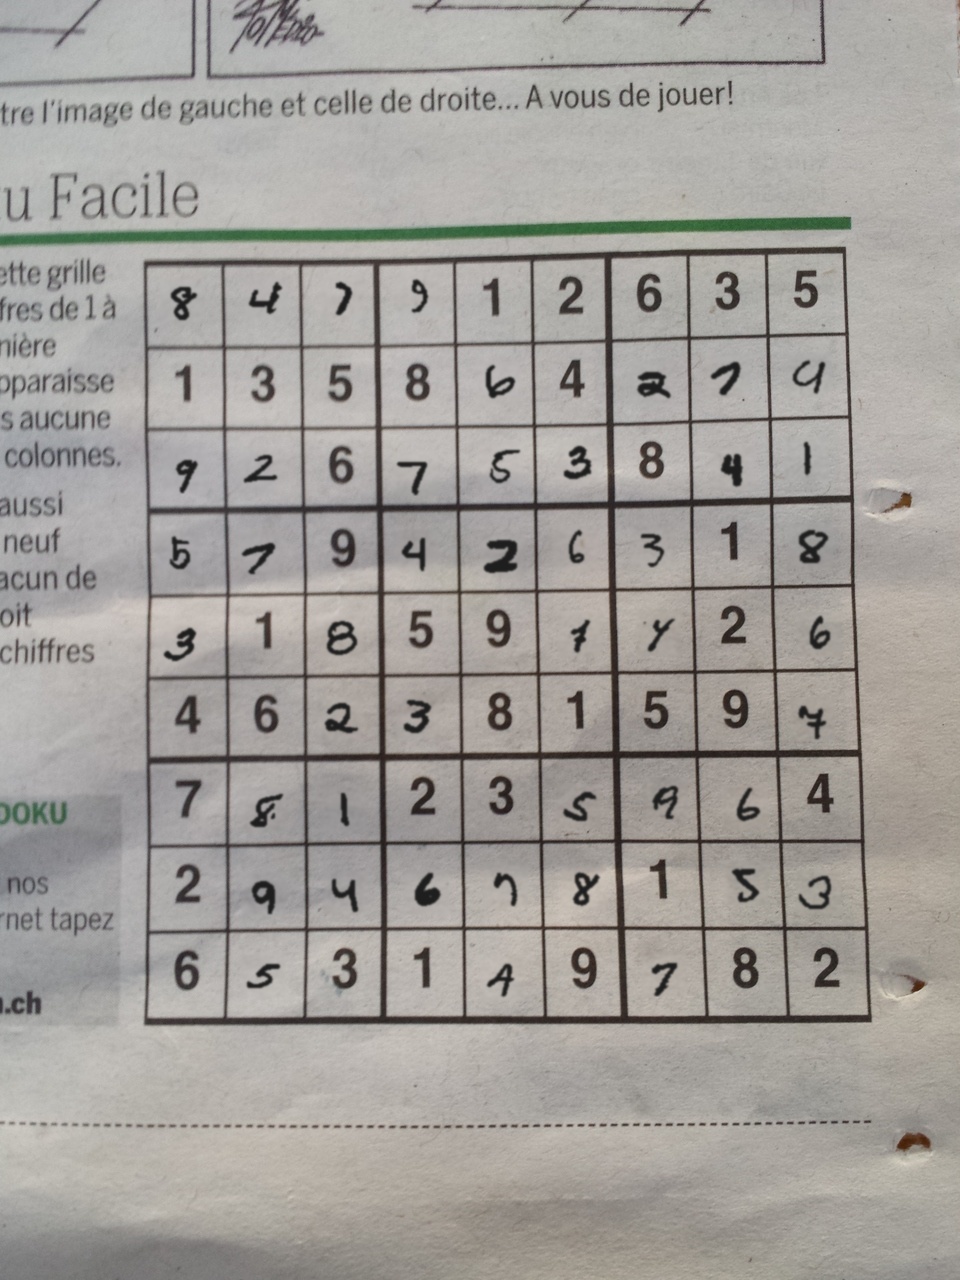 tre l'image de gauche et celle de droite... A vous de jouer!
u Facile
ette grille
ffres de 1 à
nière
pparaisse
s aucune
colonnes.
aussi
neuf
acun de
oit
chiffres
DOKU
nos
rnet tapez
.ch
8 4 7 9 1 2 6 3 5
1 3 5 8 6 4 2 7 9
9 2 6 7 5 3 8 4 1
5 7 9 4 2 6 3 1 8
3 1 8 5 9 7 4 2 6
4 6 2 3 8 1 5 9 7
7 8 1 2 3 5 9 6 4
2 9 4 6 7 8 1 5 3
6 5 3 1 4 9 7 8 2